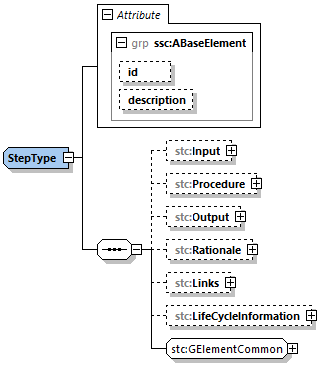 Attribute
grp ssc:ABaseElement
id
description
StepType
stc:Input
stc:Procedure
stc:Output
stc:Rationale
stc:Links
stc:LifeCycleInformation
stc:GElementCommon